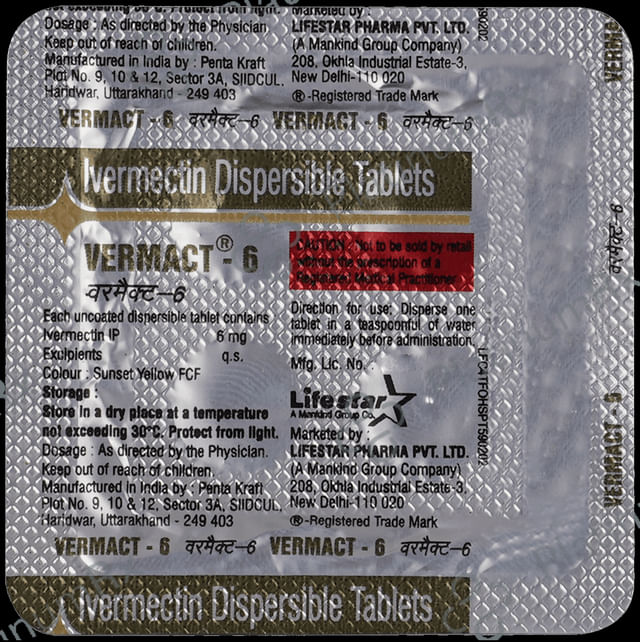 not exceeding 30°C. Protect from light.
Dosage : As directed by the Physician.
Keep out of reach of children.
Manufactured in India by : Penta Kraft
Plot No. 9, 10 & 12, Sector 3A, SIIDCUL,
Haridwar, Uttarakhand - 249 403
Marketed by :
LIFESTAR PHARMA PVT. LTD.
(A Mankind Group Company)
208, Okhla Industrial Estate-3,
New Delhi-110 020
®-Registered Trade Mark
VERMACT - 6 वरमैक्ट–6 VERMACT - 6 वरमैक्ट–6
Ivermectin Dispersible Tablets
VERMACT® - 6
वरमैक्ट–6
Each uncoated dispersible tablet contains
Ivermectin IP 6 mg
Exuipients q.s.
Colour : Sunset Yellow FCF
Storage :
Store in a dry place at a temperature
not exceeding 30°C. Protect from light.
Dosage : As directed by the Physician.
Keep out of reach of children.
Manufactured in India by : Penta Kraft
Plot No. 9, 10 & 12, Sector 3A, SIIDCUL,
Haridwar, Uttarakhand - 249 403
CAUTION : Not to be sold by retail
without the prescription of a
Registered Medical Practitioner
Direction for use: Disperse one
tablet in a teaspoonful of water
immediately before administration.
Mfg. Lic. No. :
Lifestar
A Mankind Group Co.
Marketed by :
LIFESTAR PHARMA PVT. LTD.
(A Mankind Group Company)
208, Okhla Industrial Estate-3,
New Delhi-110 020
®-Registered Trade Mark
VERMACT - 6 वरमैक्ट–6 VERMACT - 6 वरमैक्ट–6
Ivermectin Dispersible Tablets
वरमैक्ट–6
VERMACT - 6